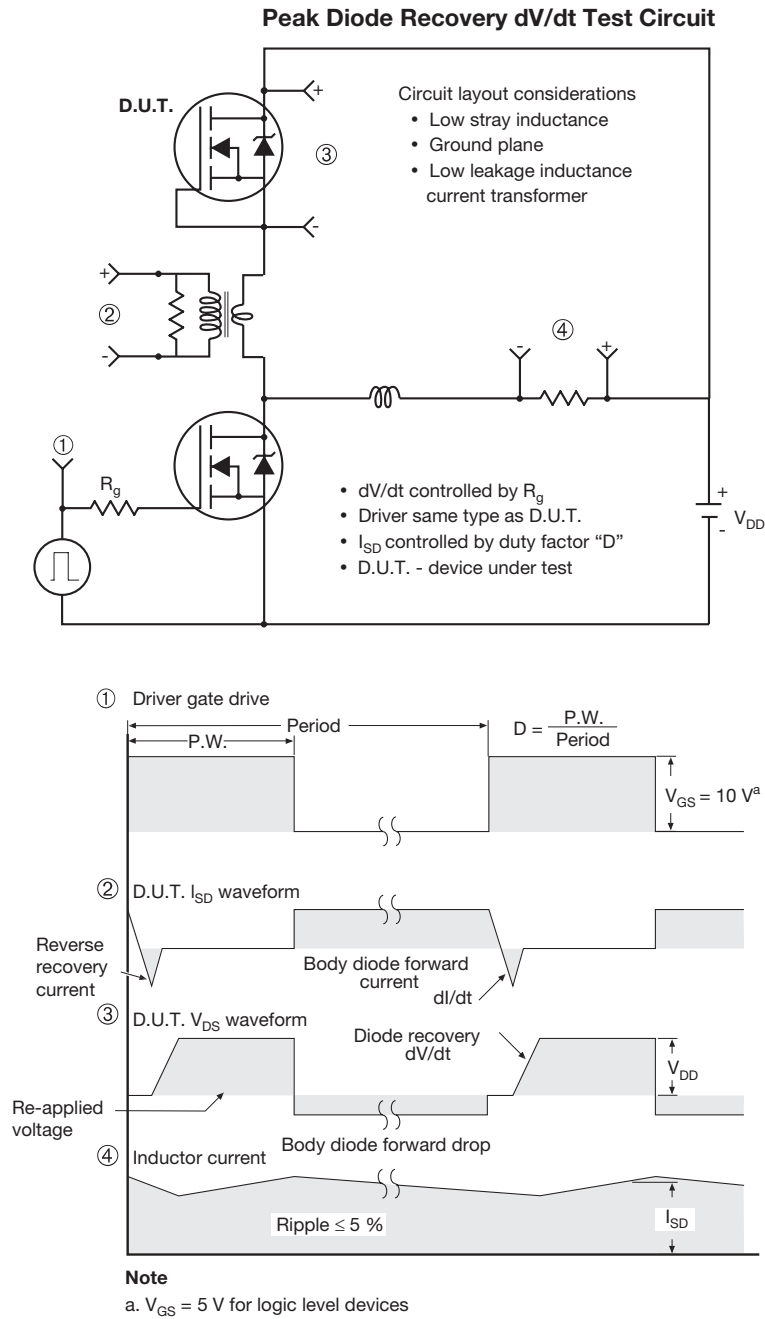 Peak Diode Recovery dV/dt Test Circuit
D.U.T.
+
③
-
Circuit layout considerations
• Low stray inductance
• Ground plane
• Low leakage inductance
current transformer
+
②
-
-
④
+
①
Rg
• dV/dt controlled by Rg
• Driver same type as D.U.T.
• ISD controlled by duty factor “D”
• D.U.T. - device under test
+
VDD
-
① Driver gate drive
Period
P.W.
D = P.W.
Period
VGS = 10 Va
② D.U.T. ISD waveform
Reverse
recovery
current
Body diode forward
current
dI/dt
③ D.U.T. VDS waveform
Diode recovery
dV/dt
VDD
Re-applied
voltage
Body diode forward drop
④ Inductor current
Ripple ≤ 5 %
ISD
Note
a. VGS = 5 V for logic level devices